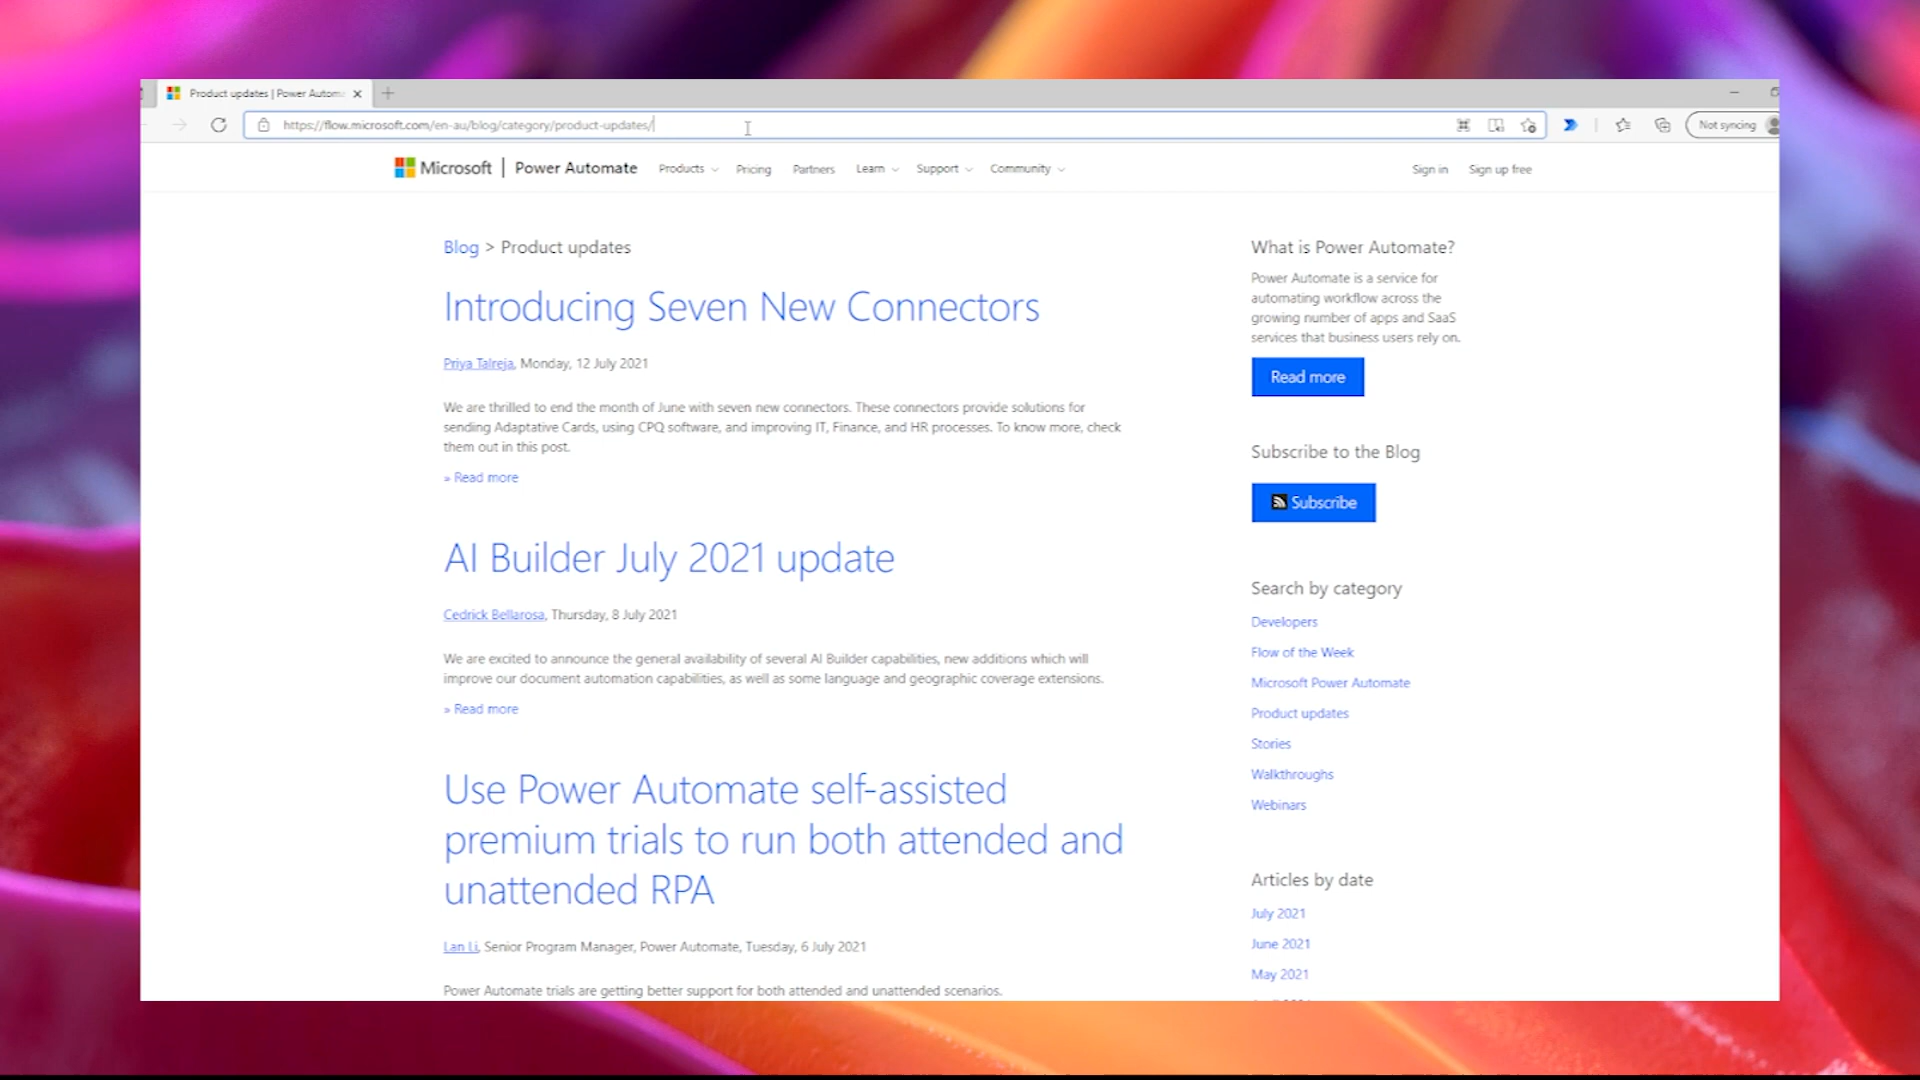 Product updates | Power Autom
https://flow.microsoft.com/en-au/blog/category/product-updates/
Not syncing
Microsoft | Power Automate Products Pricing Partners Learn Support Community Sign in Sign up free
Blog > Product updates
Introducing Seven New Connectors
Priya Talreja, Monday, 12 July 2021
We are thrilled to end the month of June with seven new connectors. These connectors provide solutions for
sending Adaptative Cards, using CPQ software, and improving IT, Finance, and HR processes. To know more, check
them out in this post.
» Read more
AI Builder July 2021 update
Cedrick Bellarosa, Thursday, 8 July 2021
We are excited to announce the general availability of several AI Builder capabilities, new additions which will
improve our document automation capabilities, as well as some language and geographic coverage extensions.
» Read more
Use Power Automate self-assisted
premium trials to run both attended and
unattended RPA
Lan Li, Senior Program Manager, Power Automate, Tuesday, 6 July 2021
Power Automate trials are getting better support for both attended and unattended scenarios.
What is Power Automate?
Power Automate is a service for
automating workflow across the
growing number of apps and SaaS
services that business users rely on.
Read more
Subscribe to the Blog
Subscribe
Search by category
Developers
Flow of the Week
Microsoft Power Automate
Product updates
Stories
Walkthroughs
Webinars
Articles by date
July 2021
June 2021
May 2021